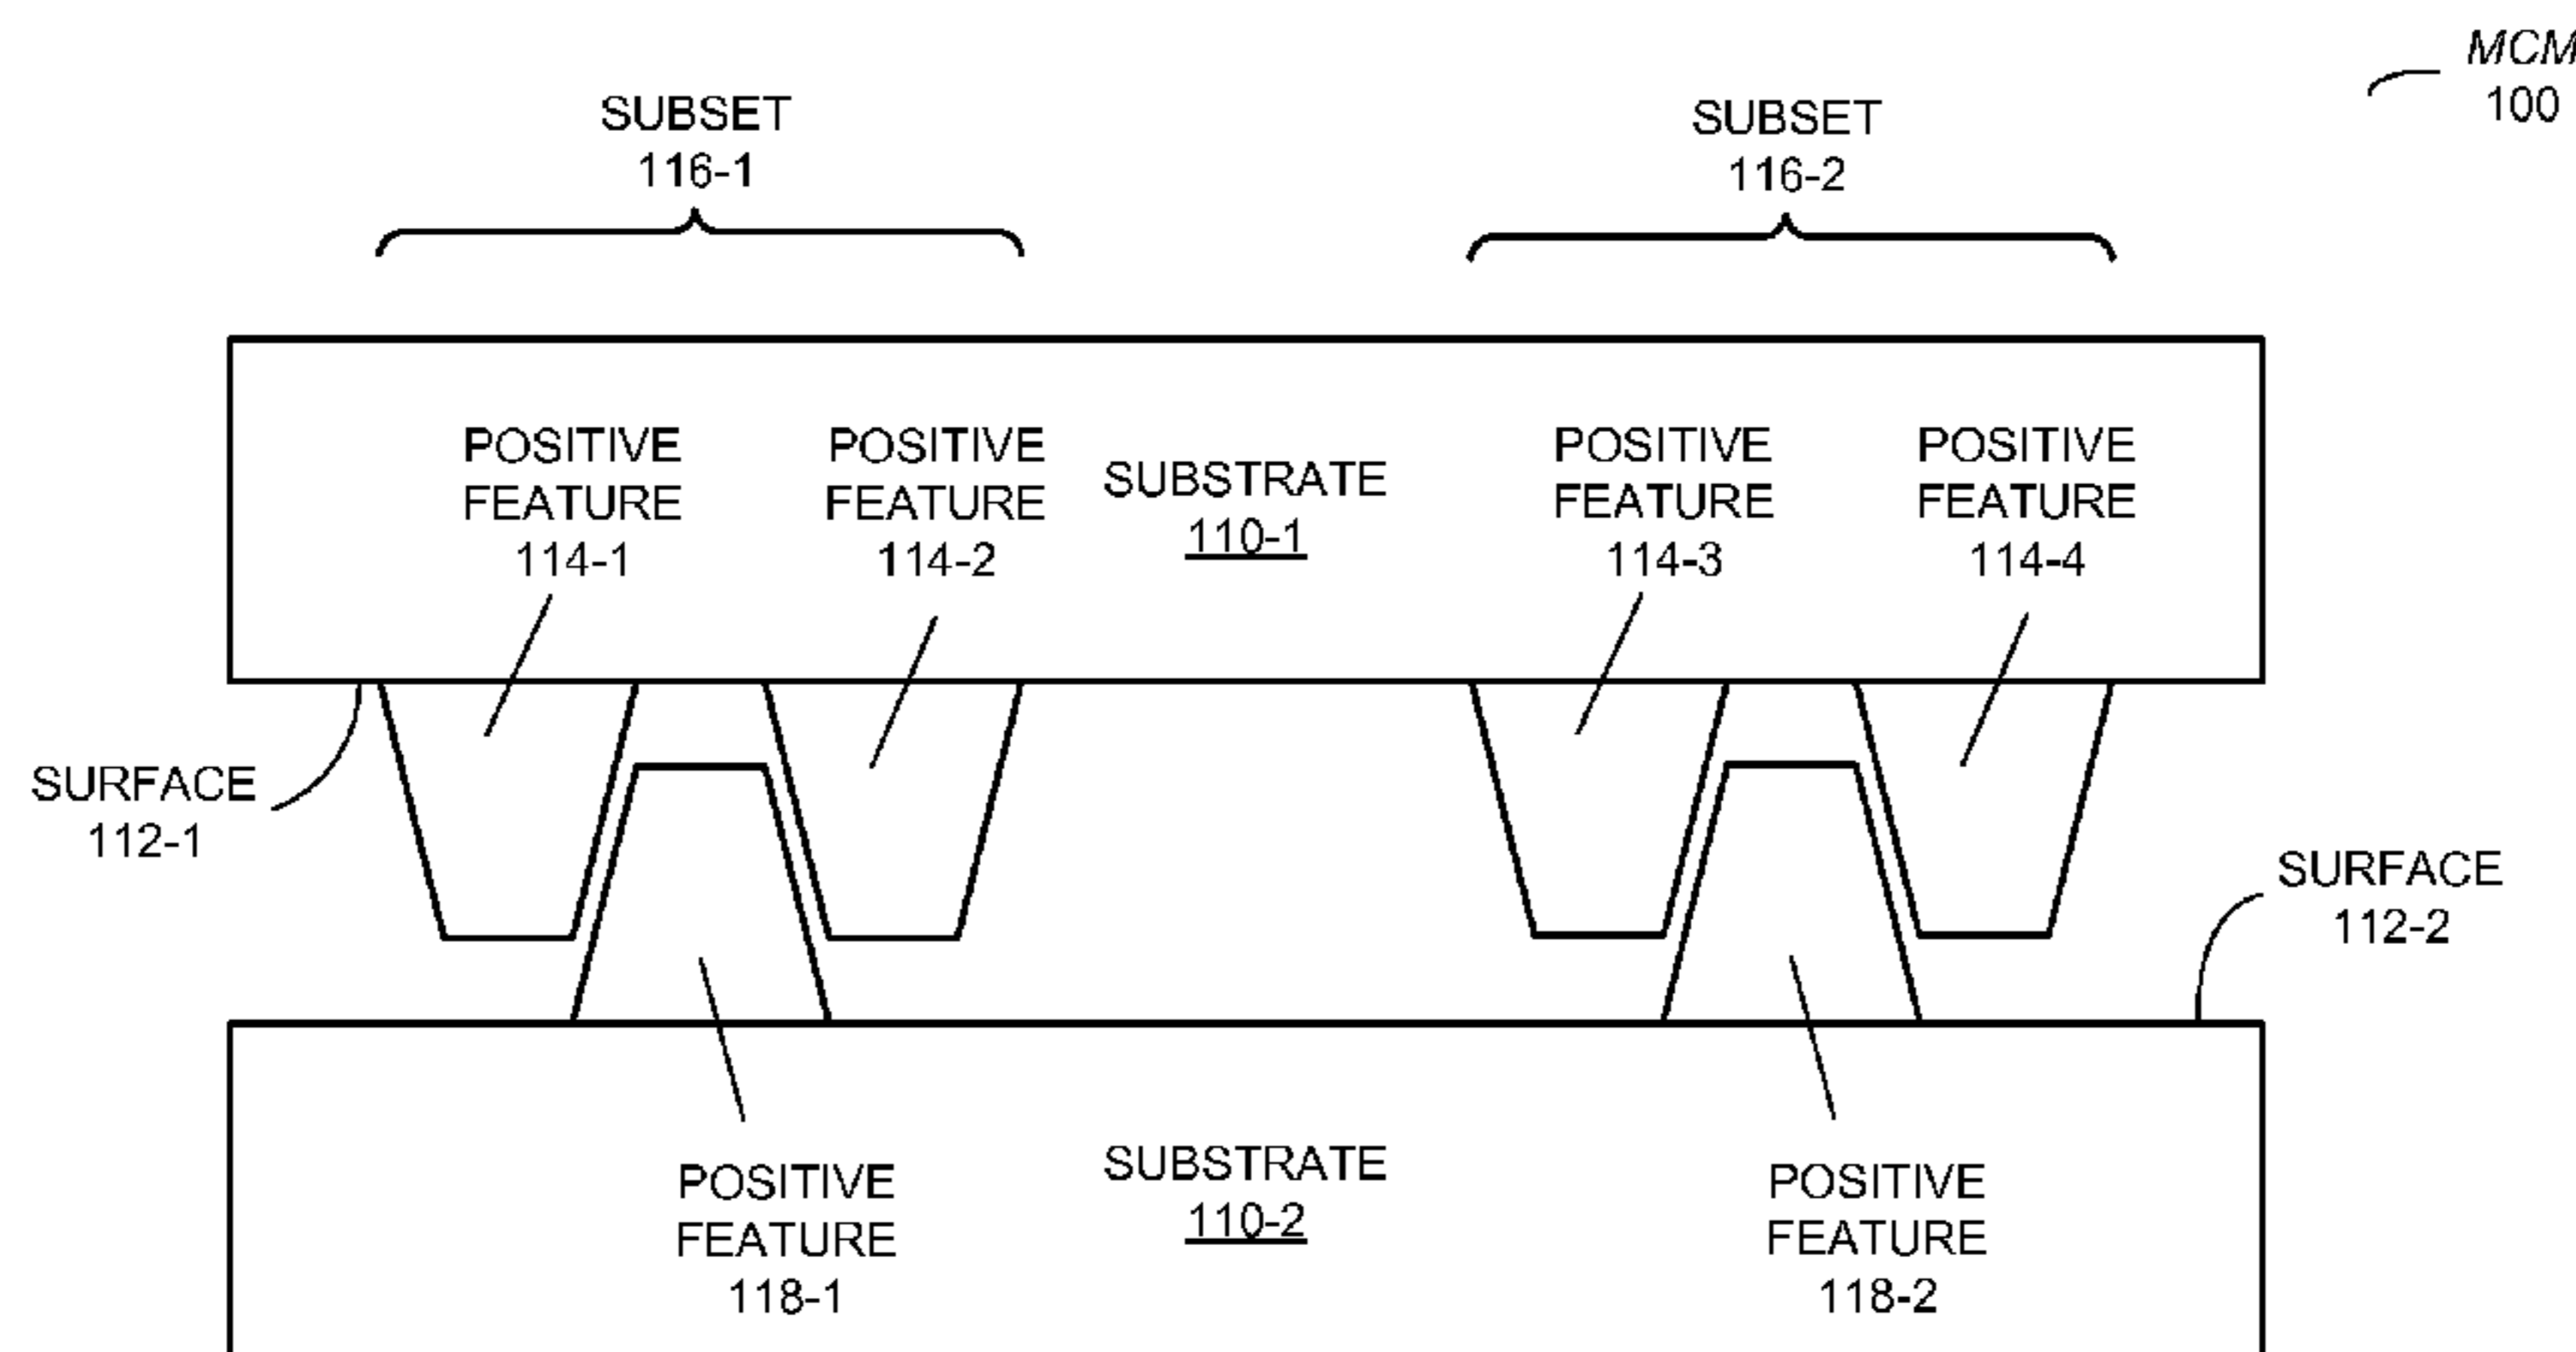 MCM
100
SUBSET
116-1
SUBSET
116-2
POSITIVE
FEATURE
114-1
POSITIVE
FEATURE
114-2
SUBSTRATE
110-1
POSITIVE
FEATURE
114-3
POSITIVE
FEATURE
114-4
SURFACE
112-1
SURFACE
112-2
POSITIVE
FEATURE
118-1
SUBSTRATE
110-2
POSITIVE
FEATURE
118-2